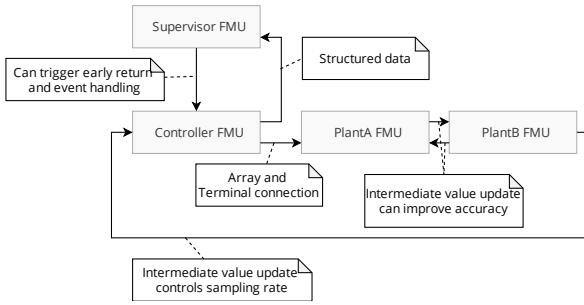 Supervisor FMU
Can trigger early return
and event handling
Structured data
Controller FMU
PlantA FMU
PlantB FMU
Array and
Terminal connection
Intermediate value update
can improve accuracy
Intermediate value update
controls sampling rate